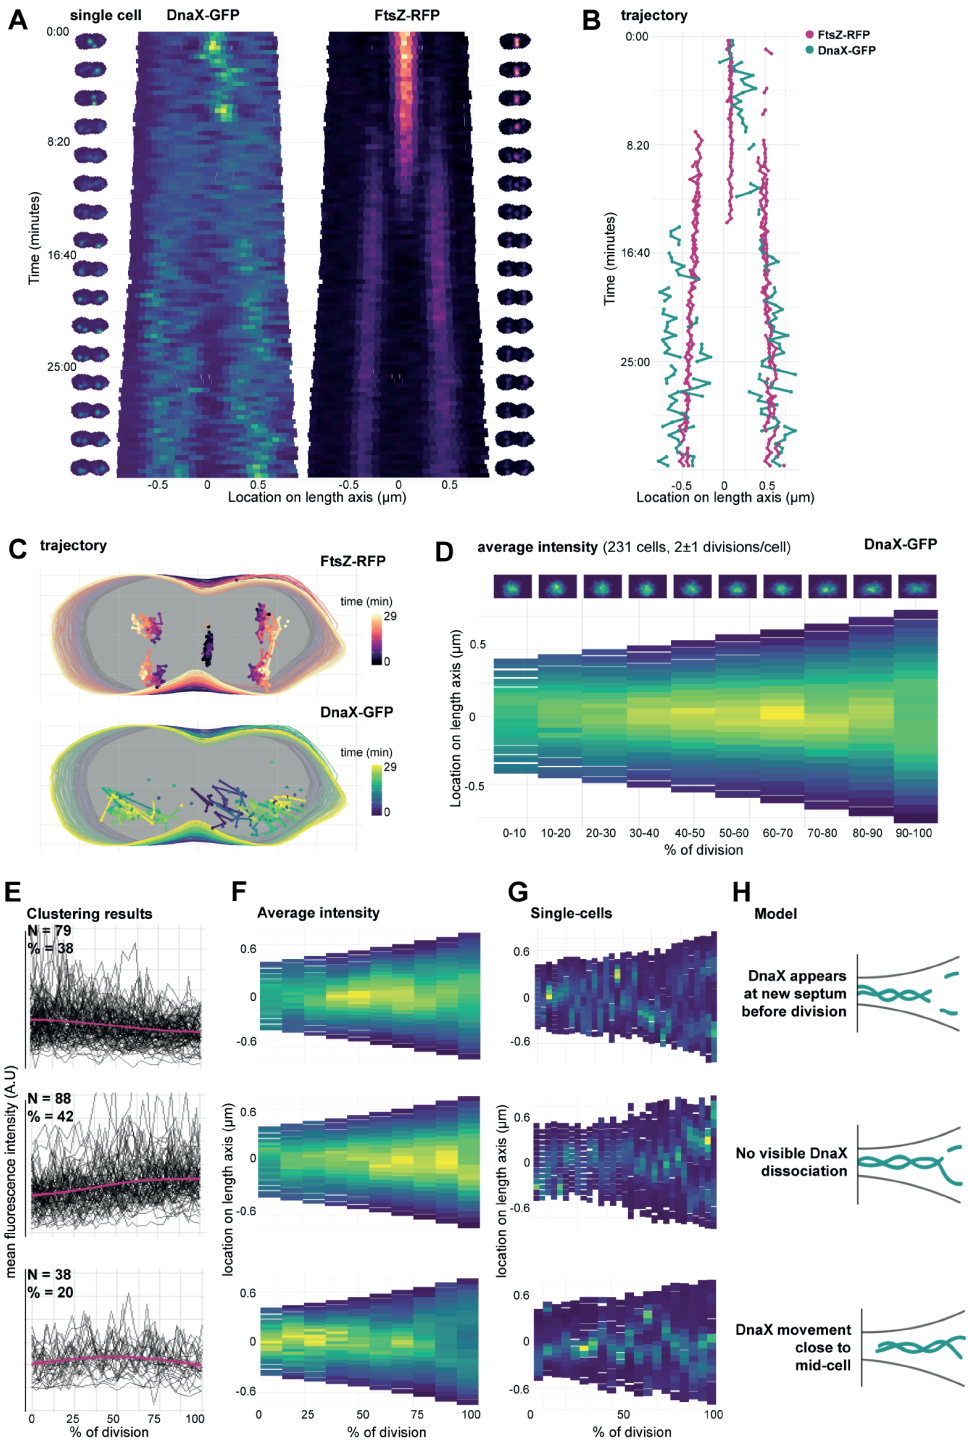 A
single cell
DnaX-GFP
FtsZ-RFP
0:00
8:20
16:40
25:00
Time (minutes)
-0.5
0
0.5
-0.5
0
0.5
Location on length axis (µm)
B
trajectory
FtsZ-RFP
DnaX-GFP
0:00
8.20
16:40
25:00
Time (minutes)
-0.5
0
0.5
Location on length axis (µm)
C
trajectory
FtsZ-RFP
time (min)
29
0
DnaX-GFP
time (min)
29
0
D
average intensity (231 cells, 2±1 divisions/cell)
DnaX-GFP
Location on length axis (µm)
0.5
0
-0.5
0-10
10-20
20-30
30-40
40-50
50-60
60-70
70-80
80-90
90-100
% of division
E
Clustering results
N = 79
% = 38
N = 88
% = 42
N = 38
% = 20
mean fluorescence intensity (A.U)
0
25
50
75
100
% of division
F
Average intensity
0.6
0
-0.6
0.6
0
-0.6
0.6
0
-0.6
location on length axis (µm)
0
25
50
75
100
% of division
G
Single-cells
0.6
0
-0.6
0.6
0
-0.6
0.6
0
-0.6
location on length axis (µm)
0
50
100
% of division
H
Model
DnaX appears
at new septum
before division
No visible DnaX
dissociation
DnaX movement
close to
mid-cell